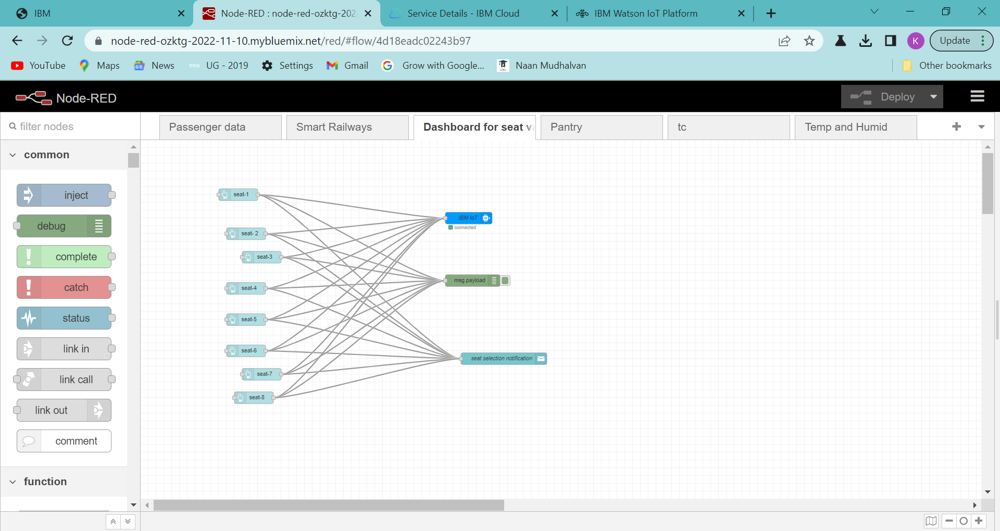 IBM
Node-RED : node-red-ozktg-202
Service Details - IBM Cloud
IBM Watson IoT Platform
node-red-ozktg-2022-11-10.mybluemix.net/red/#flow/4d18eadc02243b97
K
Update
YouTube
Maps
News
tnea
UG - 2019
Settings
Gmail
Grow with Google...
Naan Mudhalvan
Other bookmarks
Node-RED
Deploy
filter nodes
Passenger data
Smart Railways
Dashboard for seat va
Pantry
tc
Temp and Humid
common
inject
debug
complete
catch
status
link in
link call
link out
comment
function
seat-1
seat- 2
seat-3
seat-4
seat-5
seat-6
seat-7
seat-8
IBM IoT
connected
msg.payload
seat selection notification